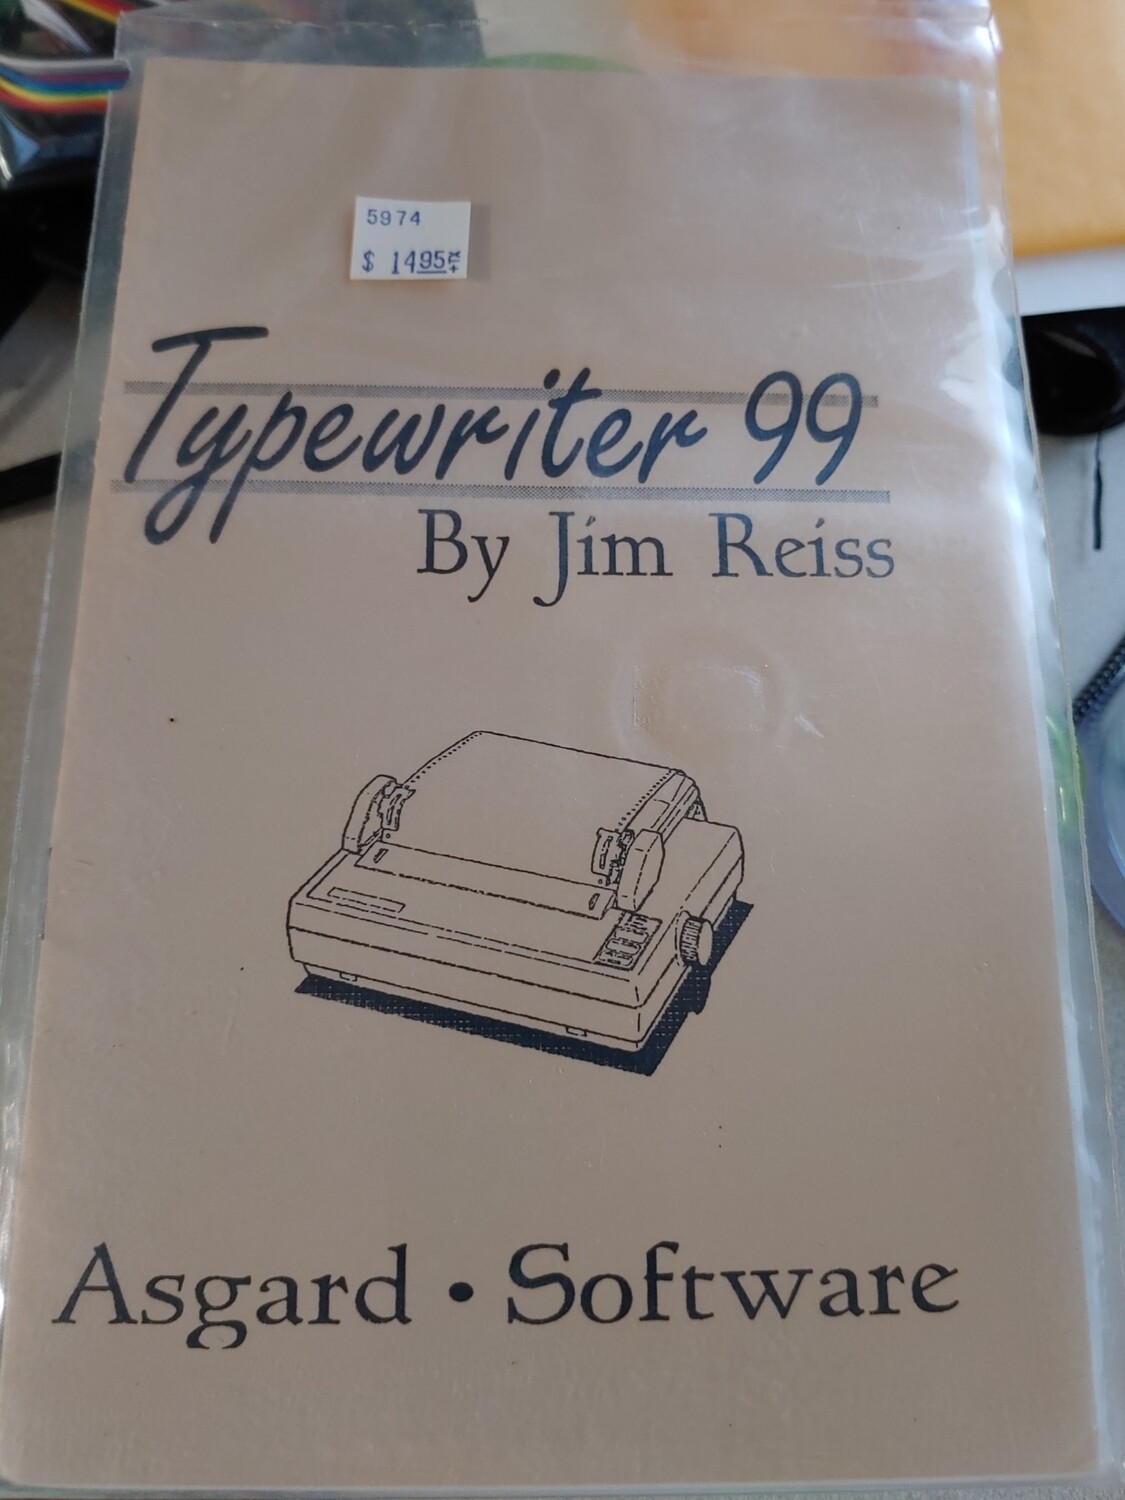 5974
$ 1495
Typewriter 99
By Jim Reiss
Asgard • Software